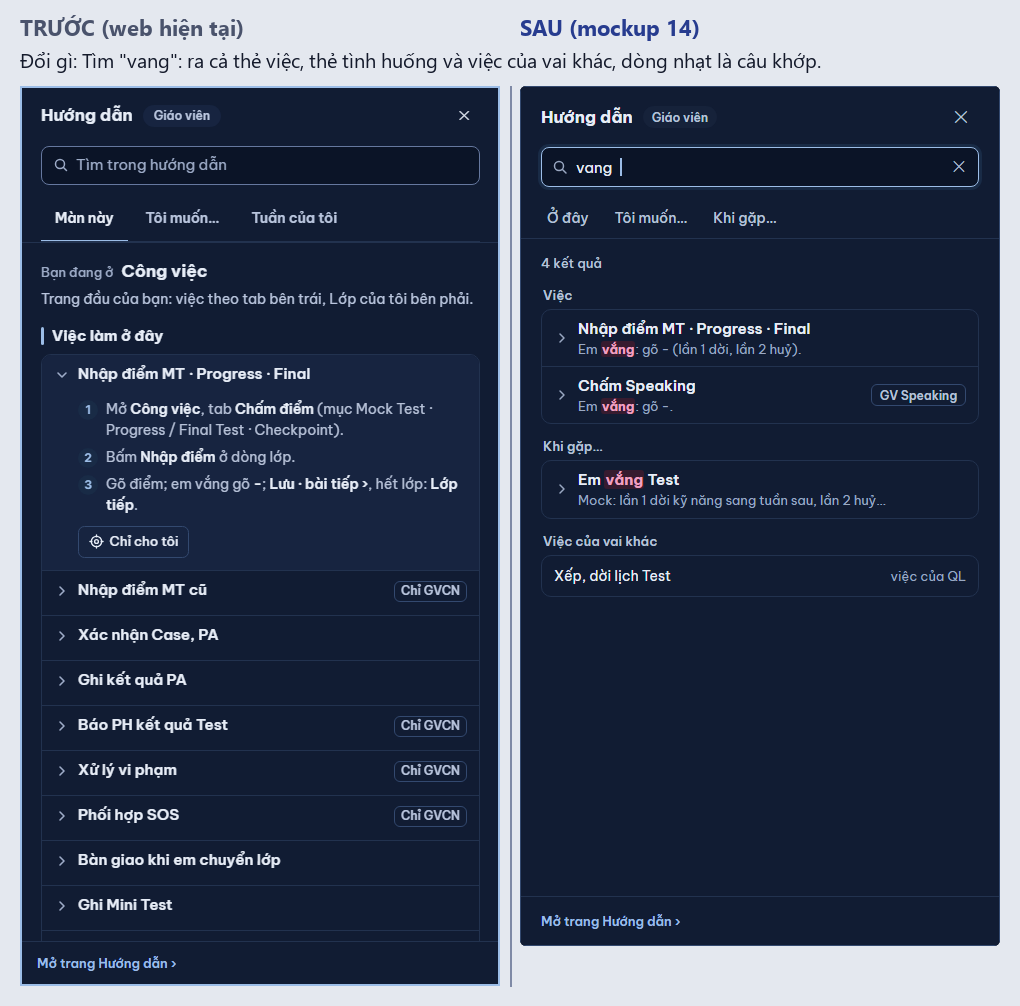 TRƯỚC (web hiện tại)
SAU (mockup 14)
Đổi gì: Tìm "vang": ra cả thẻ việc, thẻ tình huống và việc của vai khác, dòng nhạt là câu khớp.
Hướng dẫn Giáo viên
Tìm trong hướng dẫn
Màn này Tôi muốn... Tuần của tôi
Bạn đang ở Công việc
Trang đầu của bạn: việc theo tab bên trái, Lớp của tôi bên phải.
Việc làm ở đây
Nhập điểm MT · Progress · Final
1 Mở Công việc, tab Chấm điểm (mục Mock Test ·
Progress / Final Test · Checkpoint).
2 Bấm Nhập điểm ở dòng lớp.
3 Gõ điểm; em vắng gõ -; Lưu · bài tiếp ›, hết lớp: Lớp
tiếp.
Chỉ cho tôi
Nhập điểm MT cũ Chỉ GVCN
Xác nhận Case, PA
Ghi kết quả PA
Báo PH kết quả Test Chỉ GVCN
Xử lý vi phạm Chỉ GVCN
Phối hợp SOS Chỉ GVCN
Bàn giao khi em chuyển lớp
Ghi Mini Test
Mở trang Hướng dẫn ›
Hướng dẫn Giáo viên
vang
Ở đây Tôi muốn... Khi gặp...
4 kết quả
Việc
Nhập điểm MT · Progress · Final
Em vắng: gõ - (lần 1 dời, lần 2 huỷ).
Chấm Speaking GV Speaking
Em vắng: gõ -.
Khi gặp...
Em vắng Test
Mock: lần 1 dời kỹ năng sang tuần sau, lần 2 huỷ...
Việc của vai khác
Xếp, dời lịch Test việc của QL
Mở trang Hướng dẫn ›